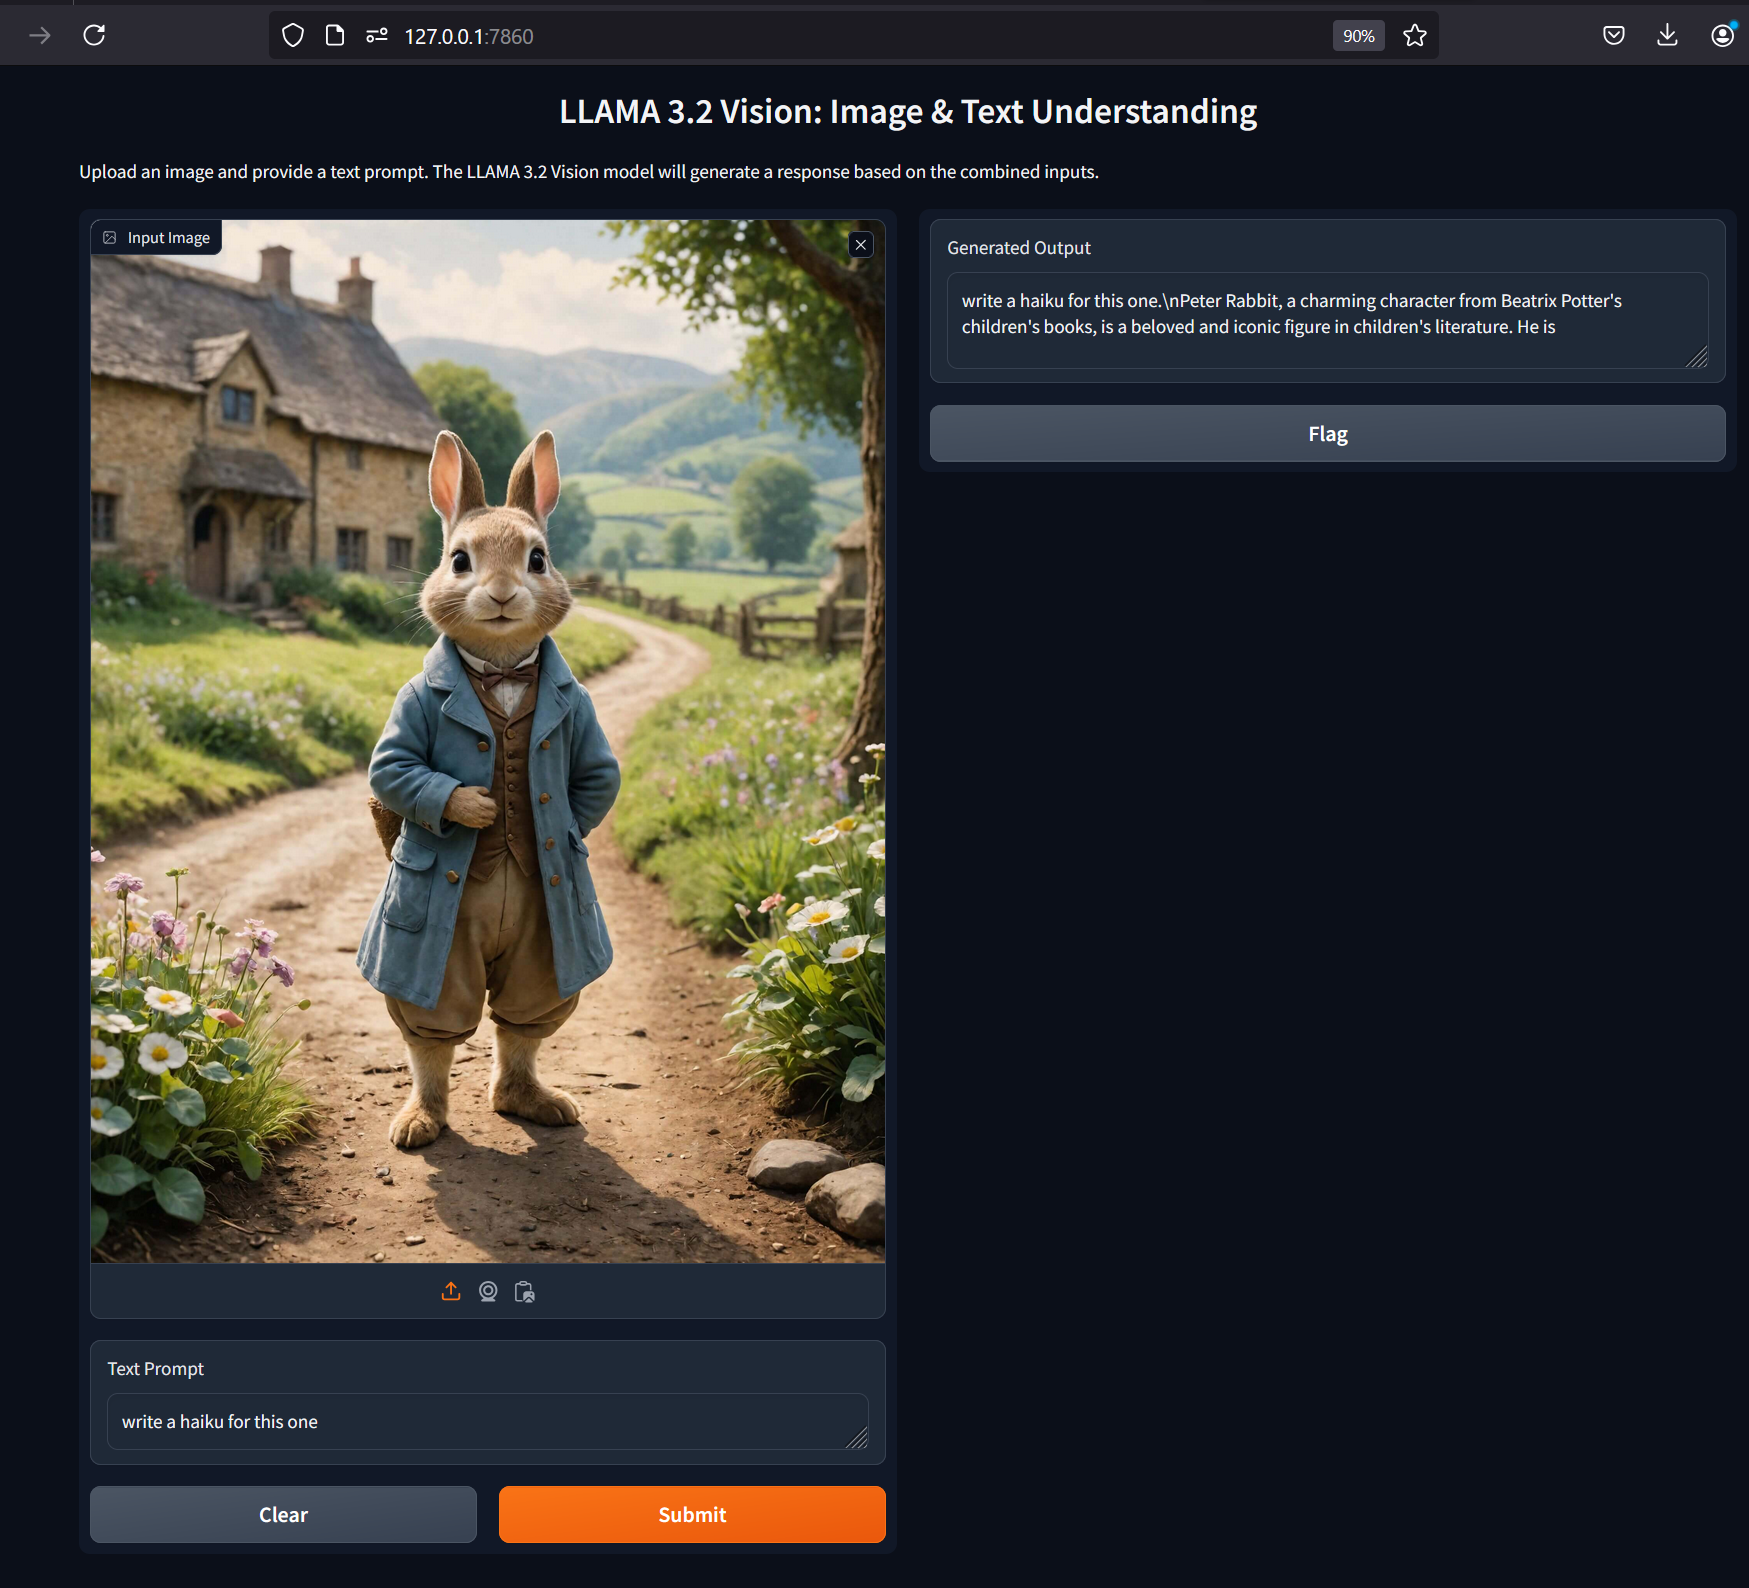 127.0.0.1:7860
90%
LLAMA 3.2 Vision: Image & Text Understanding
Upload an image and provide a text prompt. The LLAMA 3.2 Vision model will generate a response based on the combined inputs.
Input Image
Text Prompt
write a haiku for this one
Clear
Submit
Generated Output
write a haiku for this one.\nPeter Rabbit, a charming character from Beatrix Potter's
children's books, is a beloved and iconic figure in children's literature. He is
Flag